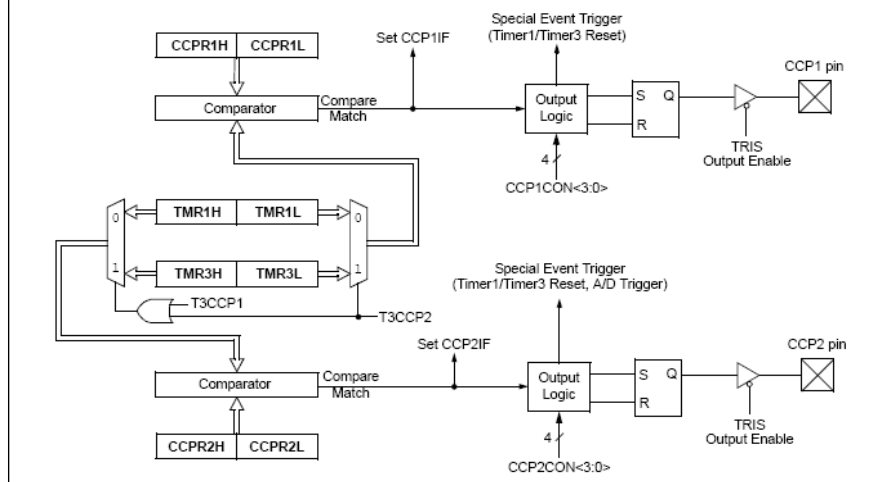 CCPR1H CCPR1L
Set CCP1IF
Special Event Trigger
(Timer1/Timer3 Reset)
CCP1 pin
Comparator
Compare
Match
Output
Logic
S Q
R
TRIS
Output Enable
4
CCP1CON<3:0>
0
TMR1H TMR1L
0
1
TMR3H TMR3L
1
T3CCP1
T3CCP2
Special Event Trigger
(Timer1/Timer3 Reset, A/D Trigger)
Set CCP2IF
CCP2 pin
Comparator
Compare
Match
Output
Logic
S Q
R
TRIS
Output Enable
4
CCPR2H CCPR2L
CCP2CON<3:0>